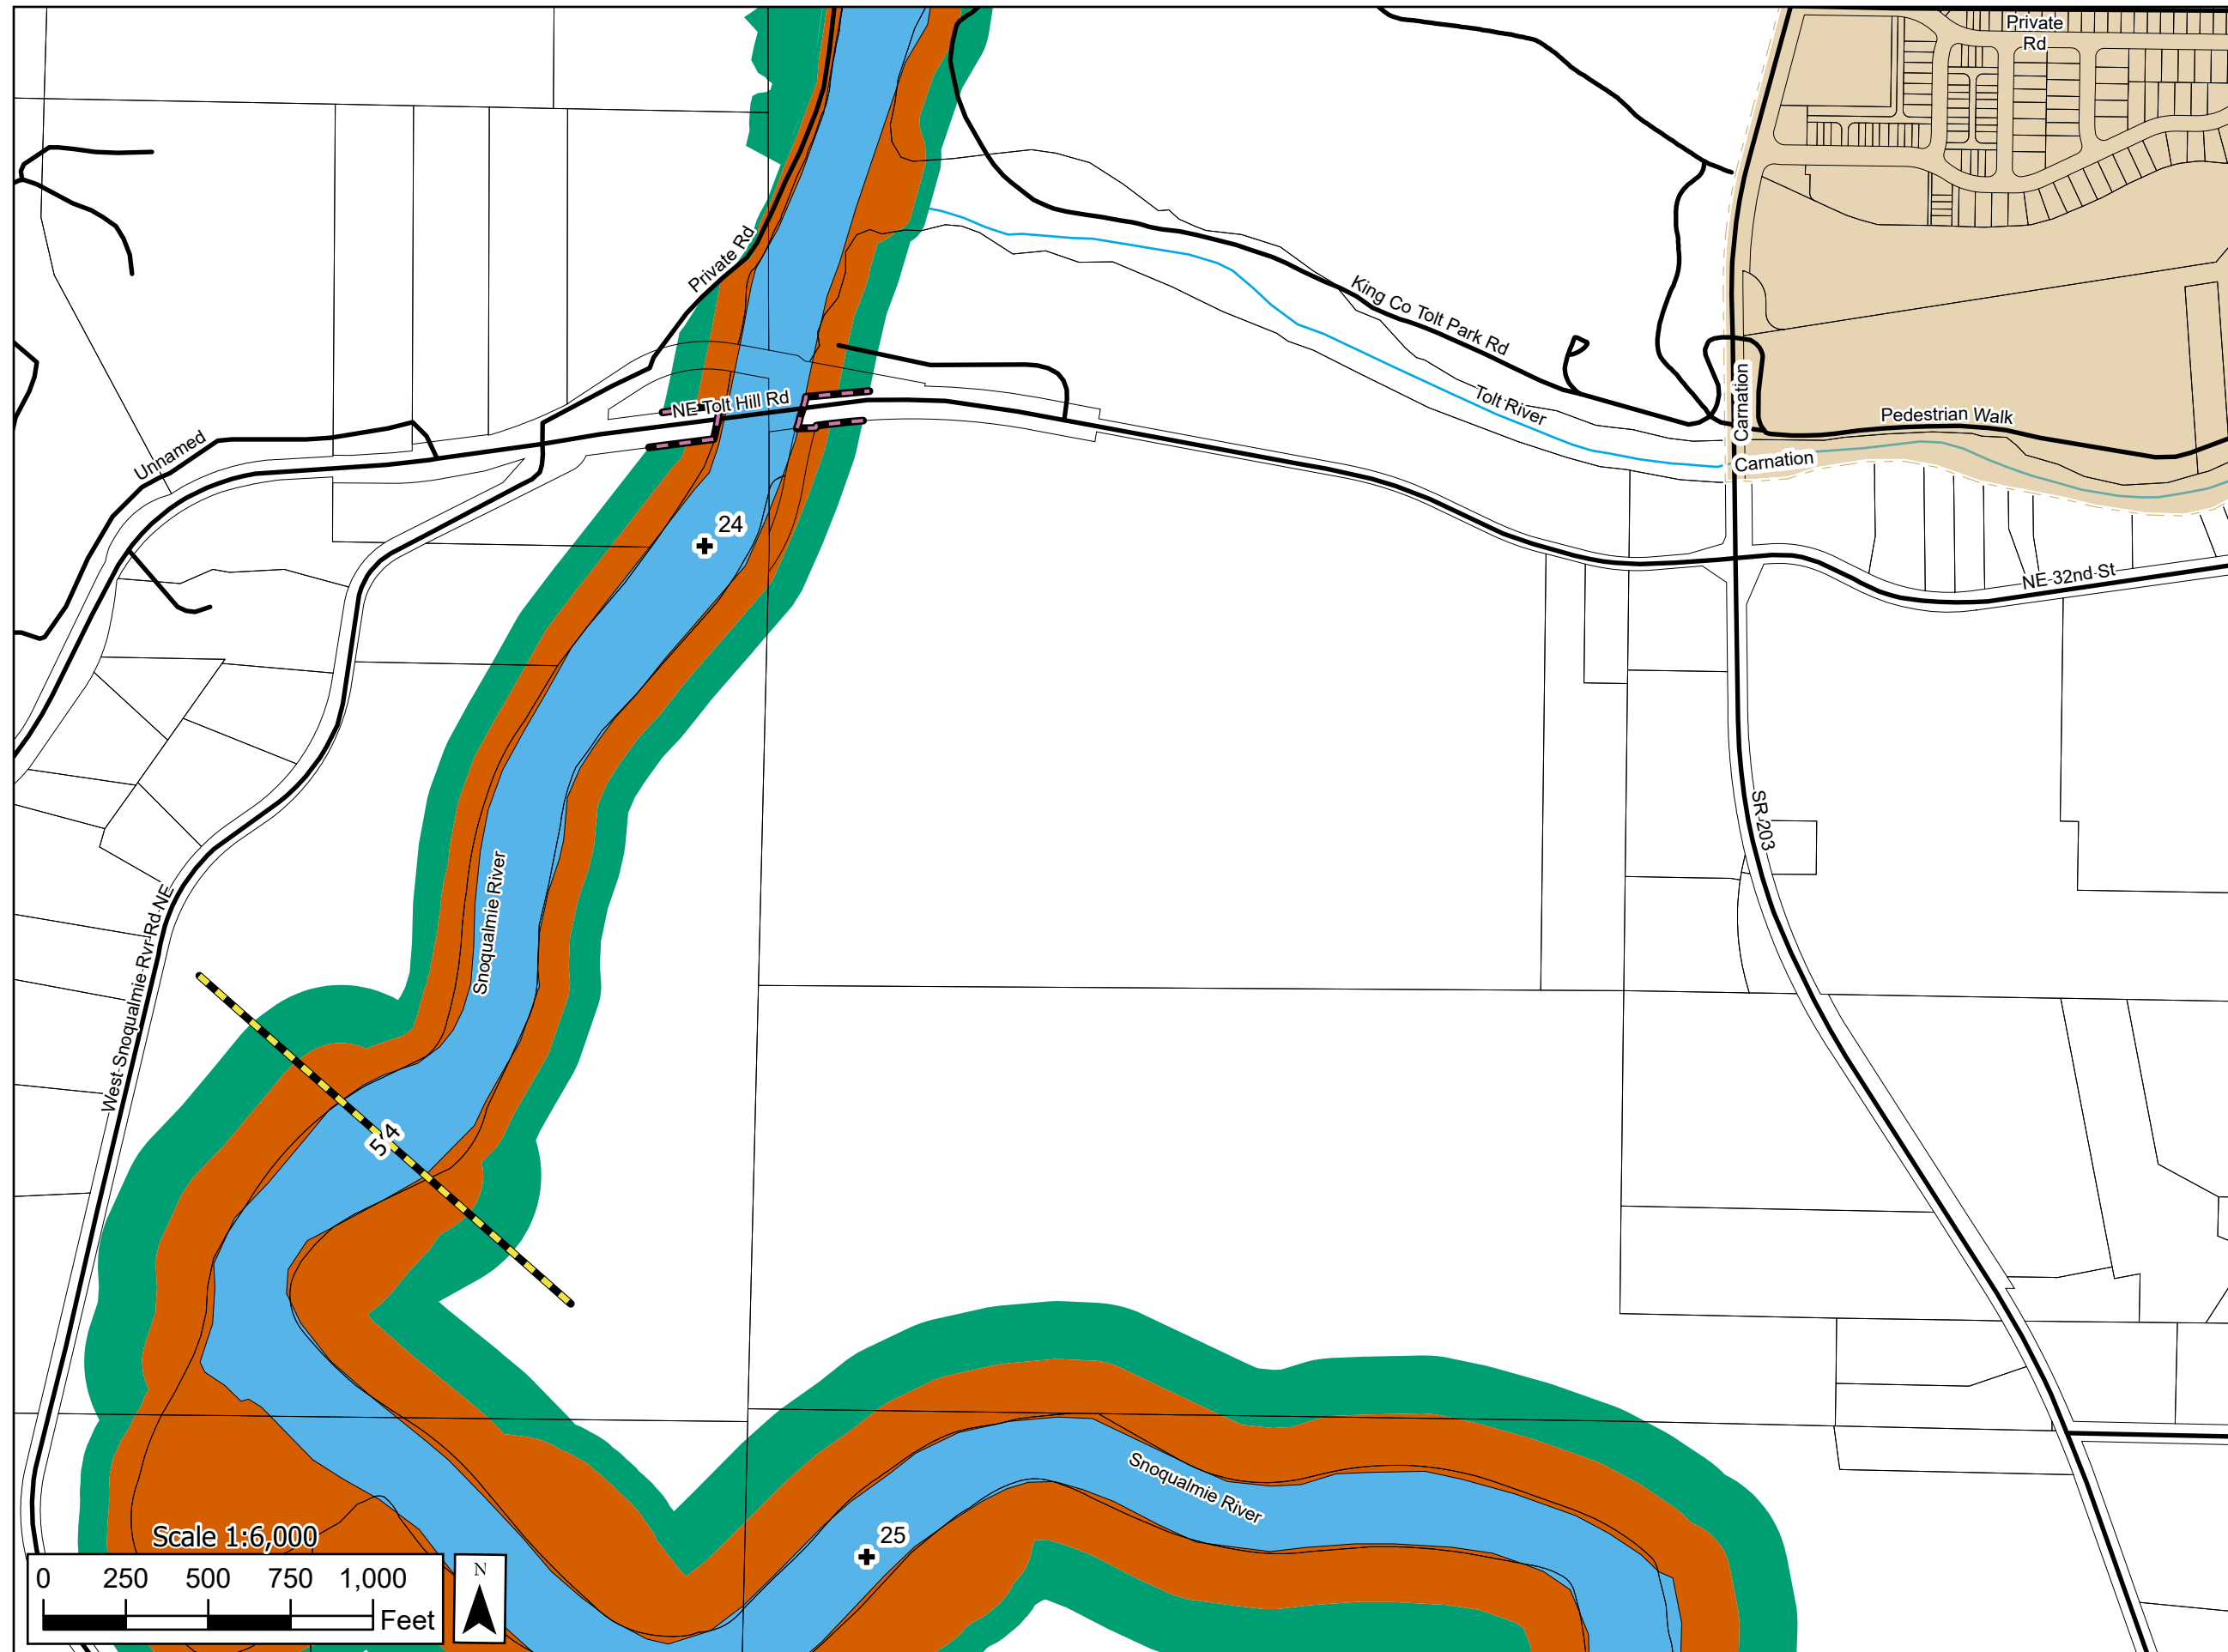 Private
Rd
Private Rd
King Co Tolt Park Rd
NE Tolt Hill Rd
Tolt River
Carnation
Pedestrian Walk
Carnation
Unnamed
24
NE 32nd St
SR 203
Snoqualmie River
West Snoqualmie Rvr Rd NE
Snoqualmie River
25
Scale 1:6,000
0 250 500 750 1,000
Feet
N